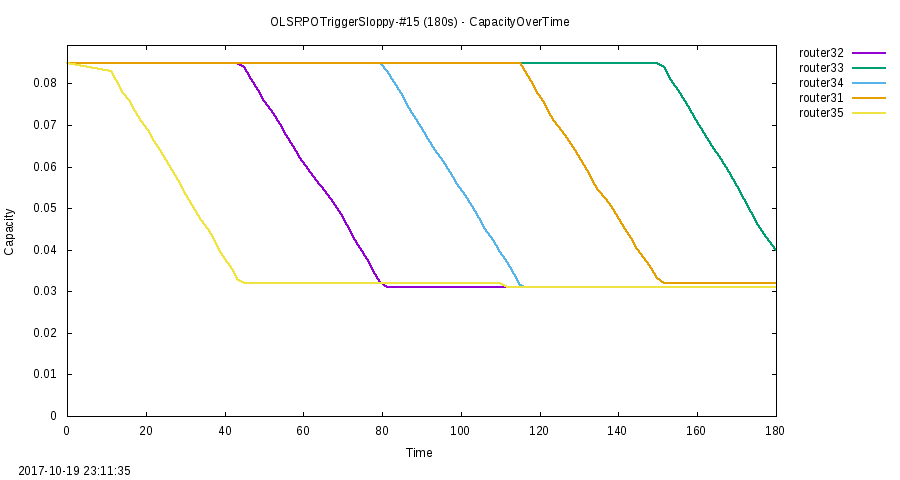 OLSRPOTriggerSloppy-#15 (180s) - CapacityOverTime
router32
router33
router34
router31
router35
0.08
0.07
0.06
0.05
0.04
0.03
0.02
0.01
0
Capacity
0 20 40 60 80 100 120 140 160 180
Time
2017-10-19 23:11:35